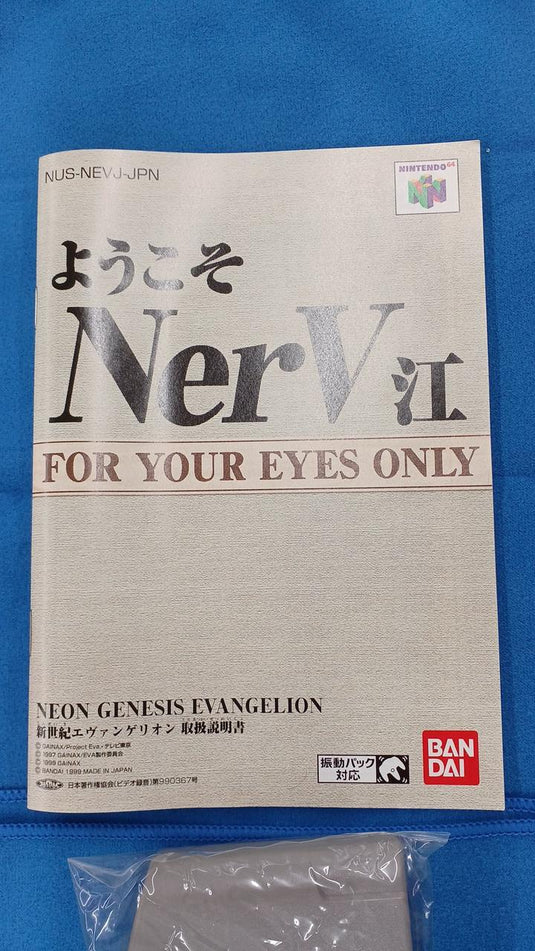 NUS-NEVJ-JPN
NINTENDO 64
ようこそ
NerV江
FOR YOUR EYES ONLY
NEON GENESIS EVANGELION
新世紀エヴァンゲリオン 取扱説明書
© GAINAX/Project Eva.・テレビ東京
© 1997 GAINAX/EVA製作委員会
© 1999 GAINAX
© BANDAI 1999 MADE IN JAPAN
日本著作権協会(ビデオ録音)第990367号
振動パック
対応
BAN
DAI